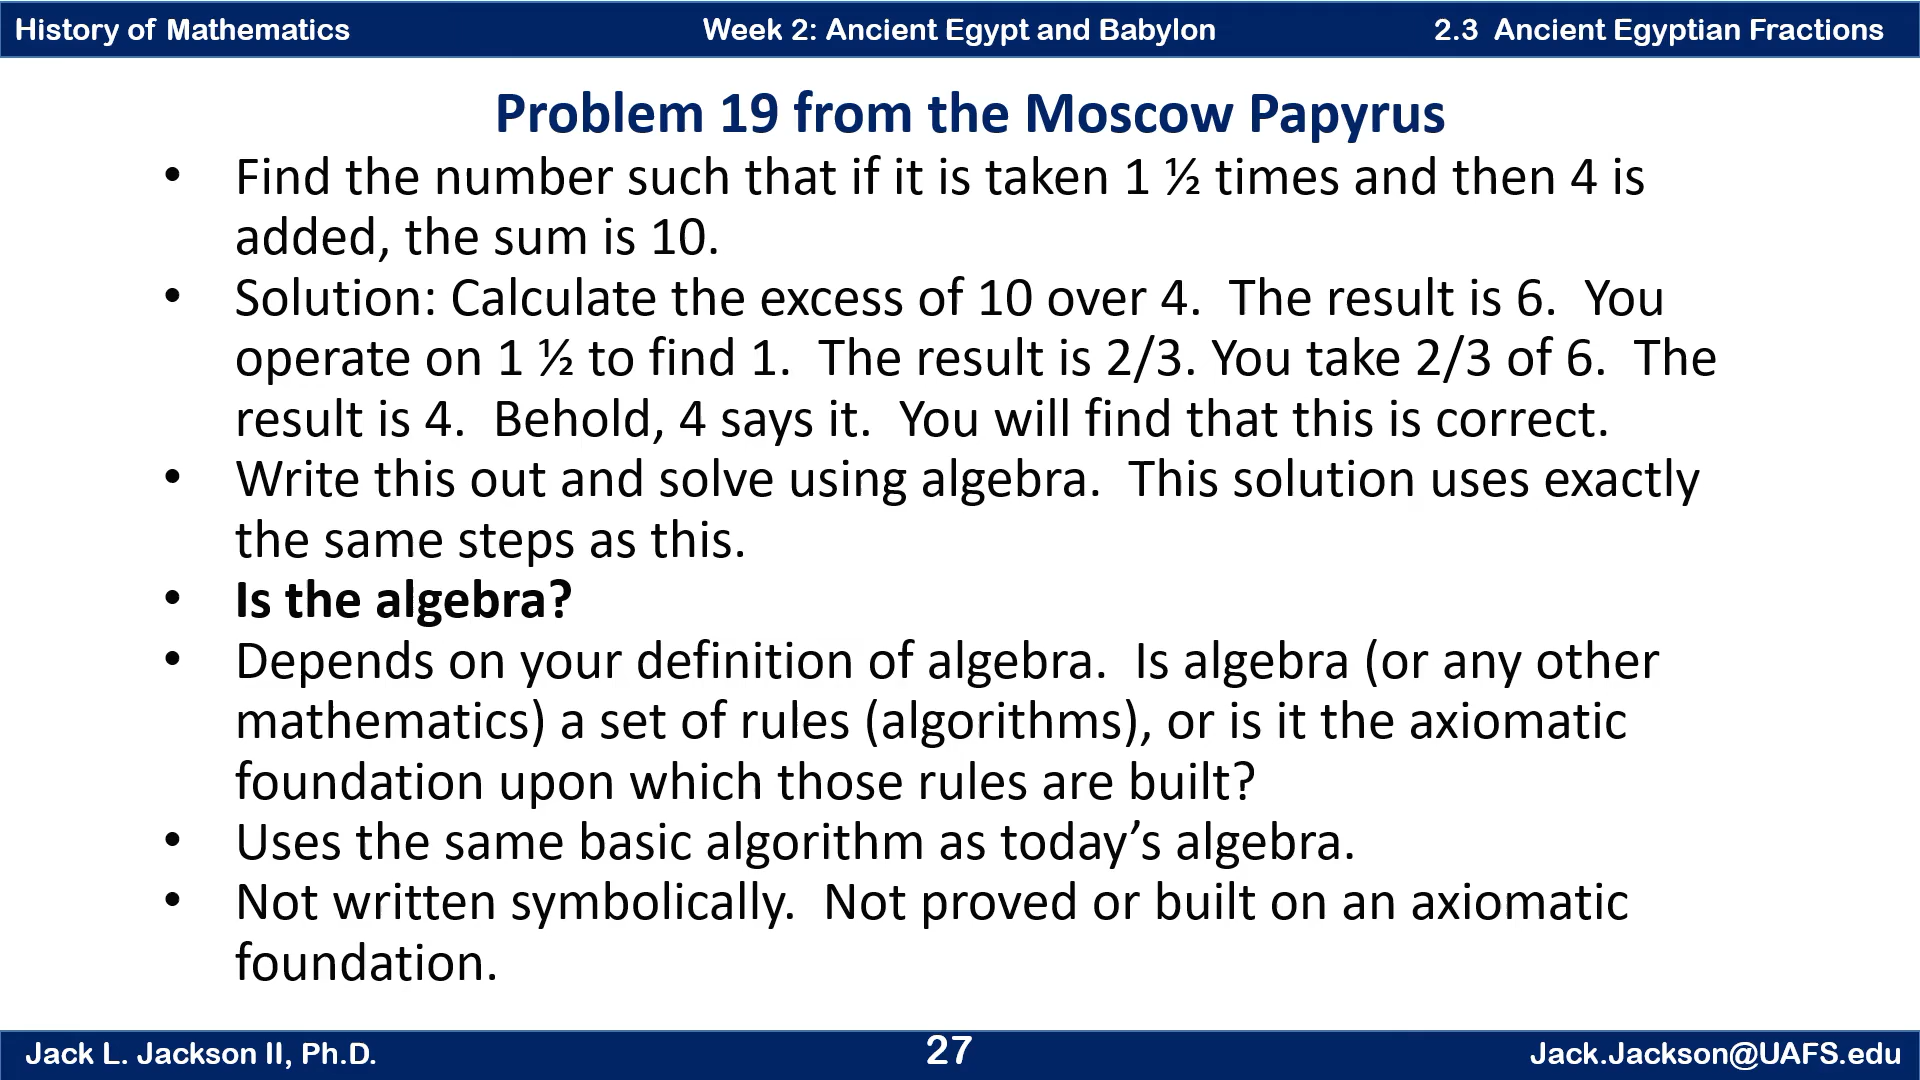 History of Mathematics
Week 2: Ancient Egypt and Babylon
2.3 Ancient Egyptian Fractions
Problem 19 from the Moscow Papyrus
• Find the number such that if it is taken 1 ½ times and then 4 is
added, the sum is 10.
• Solution: Calculate the excess of 10 over 4. The result is 6. You
operate on 1 ½ to find 1. The result is 2/3. You take 2/3 of 6. The
result is 4. Behold, 4 says it. You will find that this is correct.
• Write this out and solve using algebra. This solution uses exactly
the same steps as this.
• Is the algebra?
• Depends on your definition of algebra. Is algebra (or any other
mathematics) a set of rules (algorithms), or is it the axiomatic
foundation upon which those rules are built?
• Uses the same basic algorithm as today’s algebra.
• Not written symbolically. Not proved or built on an axiomatic
foundation.
Jack L. Jackson II, Ph.D.
27
Jack.Jackson@UAFS.edu